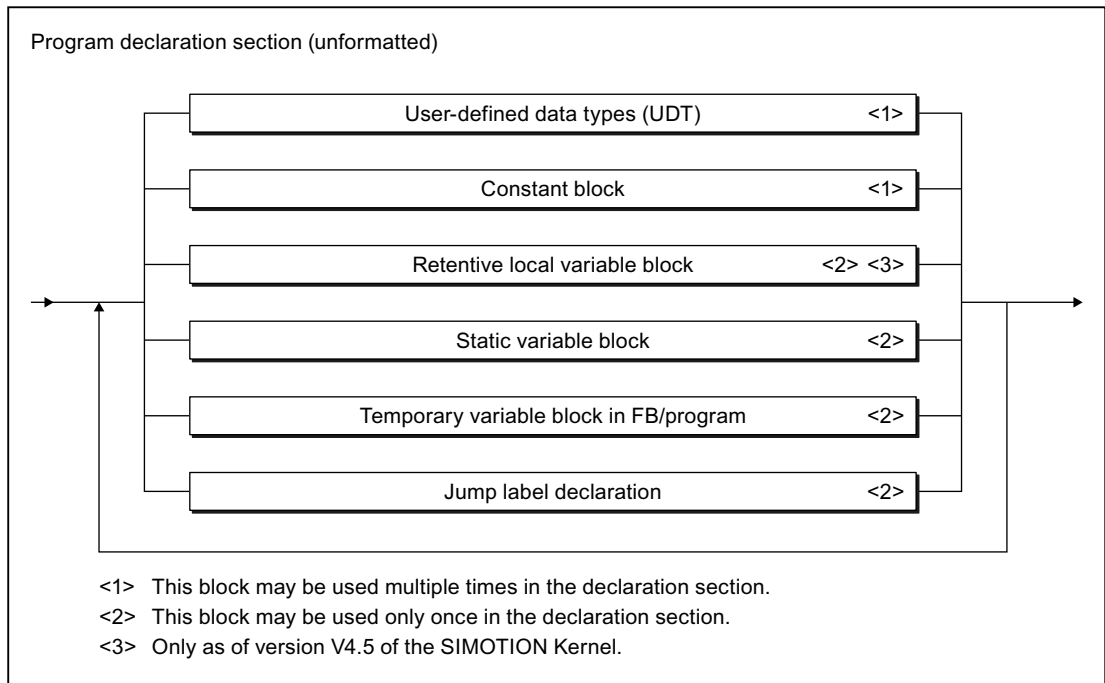 Program declaration section (unformatted)
User-defined data types (UDT) <1>
Constant block <1>
Retentive local variable block <2> <3>
Static variable block <2>
Temporary variable block in FB/program <2>
Jump label declaration <2>
<1> This block may be used multiple times in the declaration section.
<2> This block may be used only once in the declaration section.
<3> Only as of version V4.5 of the SIMOTION Kernel.